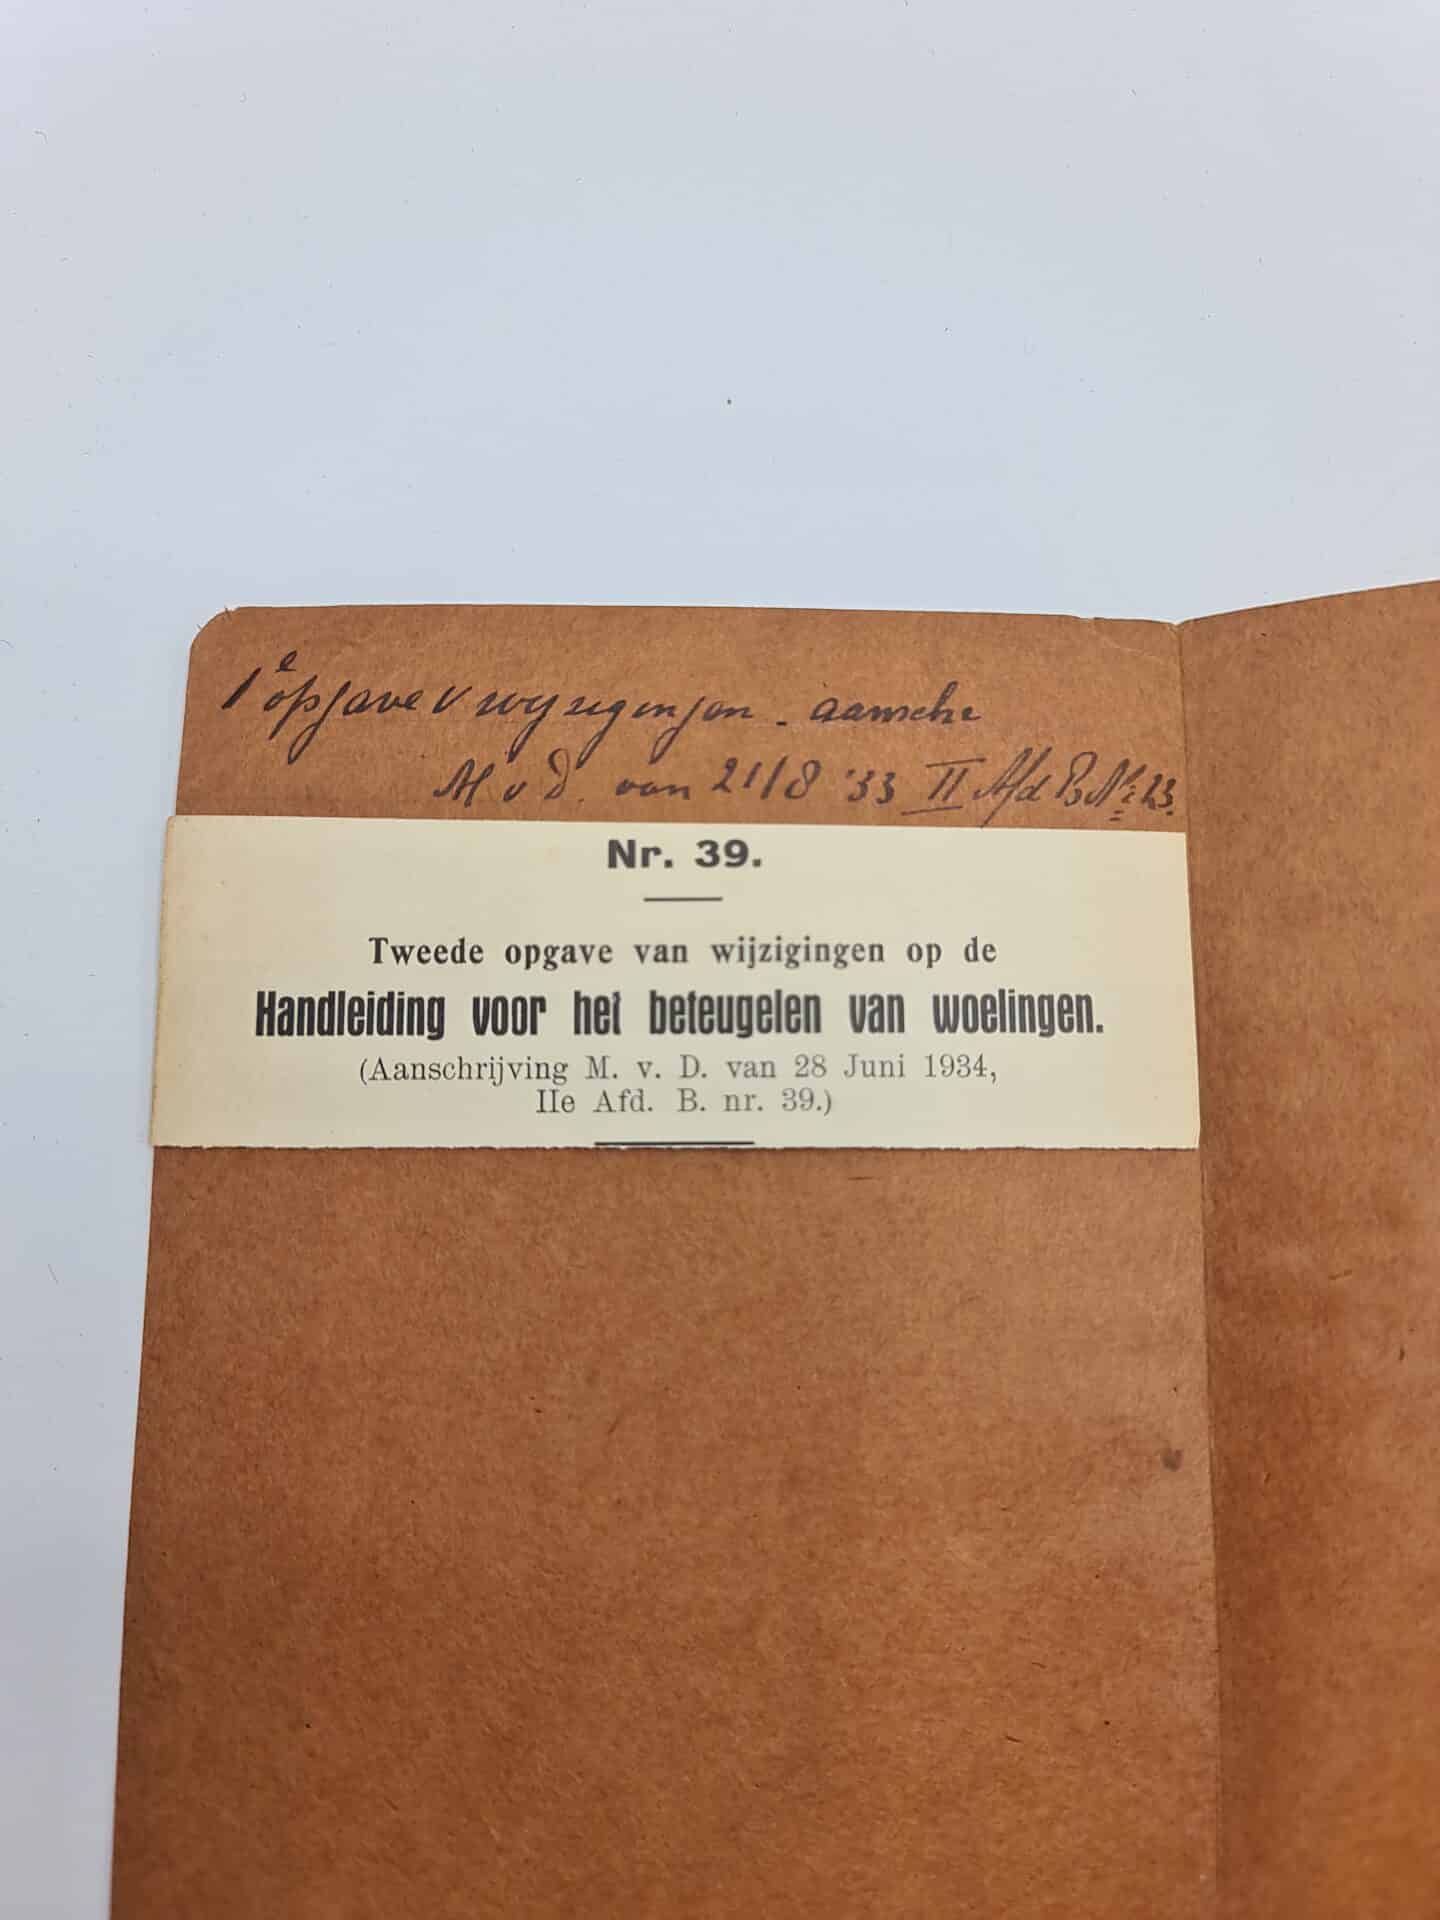 1e opgave v wijzigingen - aanschr
M v D. van 21/8 '33 II Afd B No: 23.
Nr. 39.
Tweede opgave van wijzigingen op de
Handleiding voor het beteugelen van woelingen.
(Aanschrijving M. v. D. van 28 Juni 1934,
IIe Afd. B. nr. 39.)